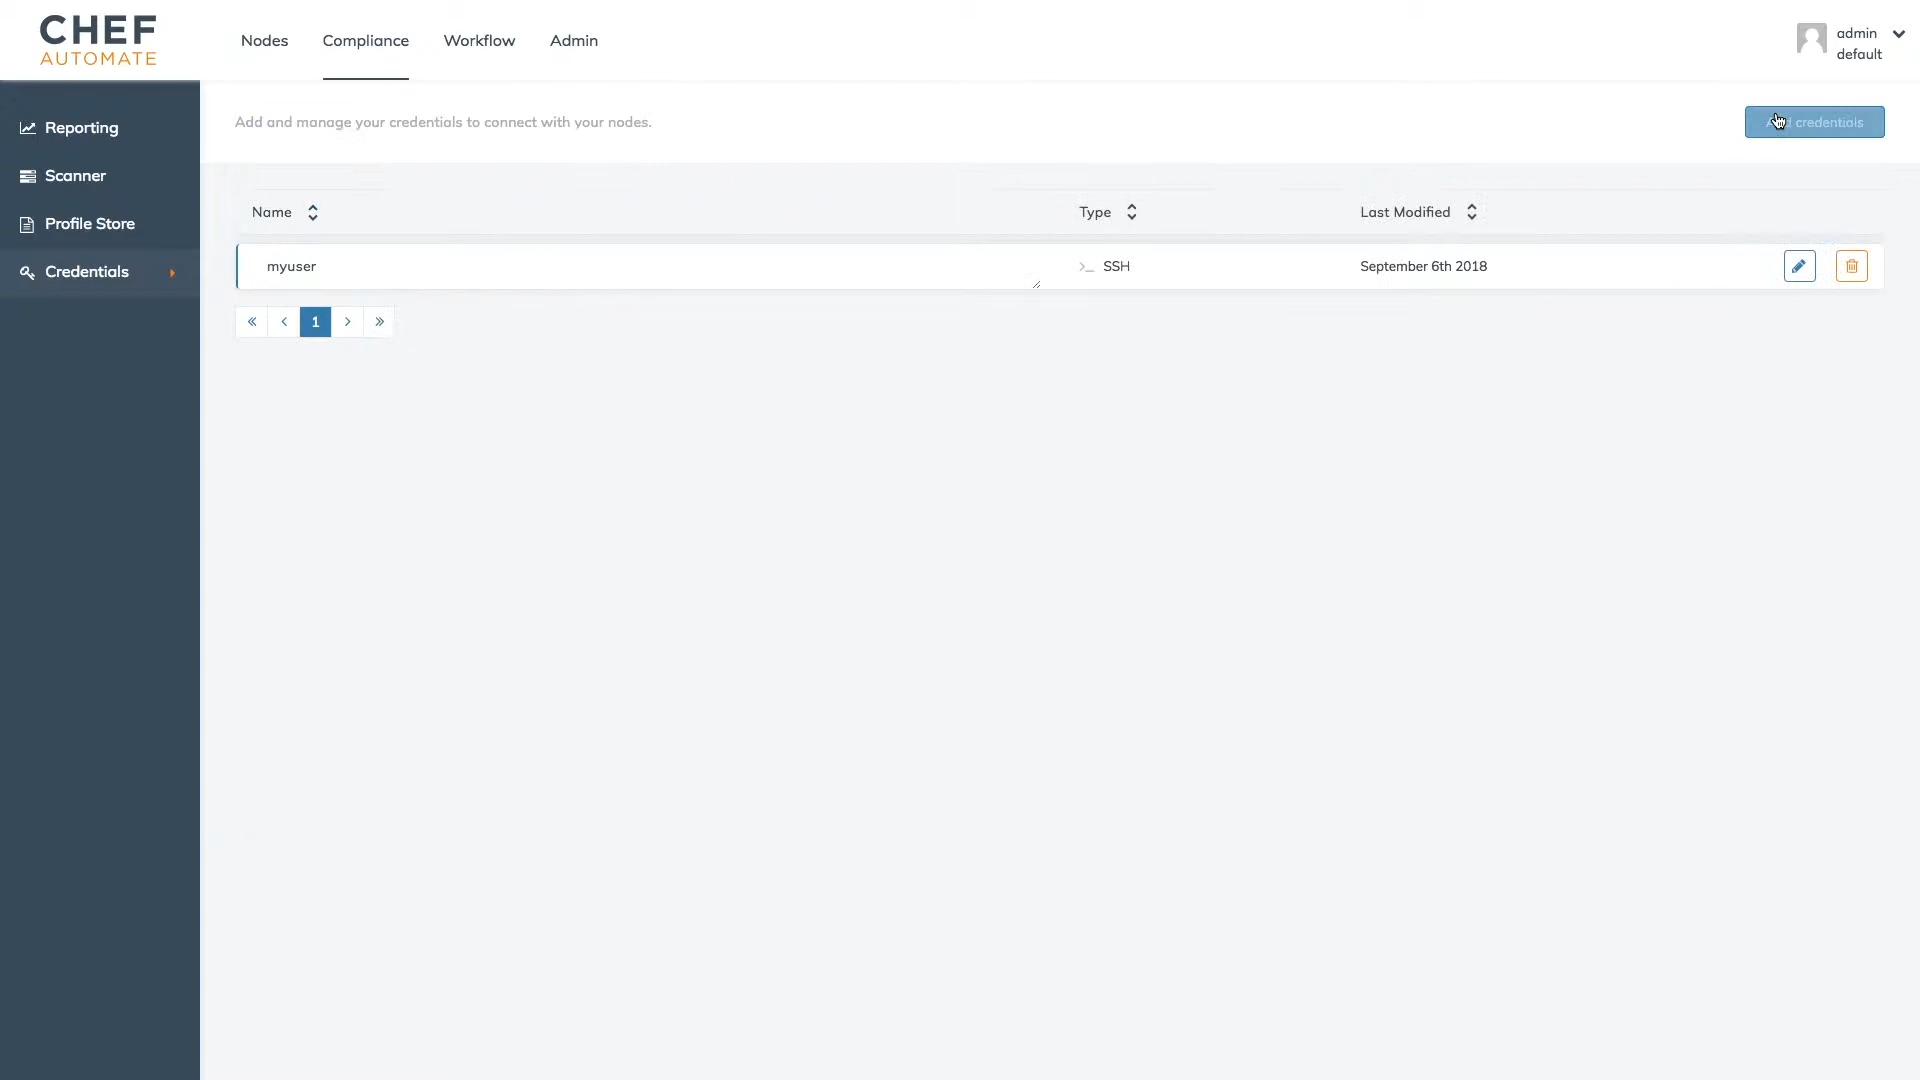 CHEF
AUTOMATE
Nodes
Compliance
Workflow
Admin
admin
default
Reporting
Scanner
Profile Store
Credentials
Add and manage your credentials to connect with your nodes.
credentials
Name
Type
Last Modified
myuser
>_ SSH
September 6th 2018
« ‹ 1 › »